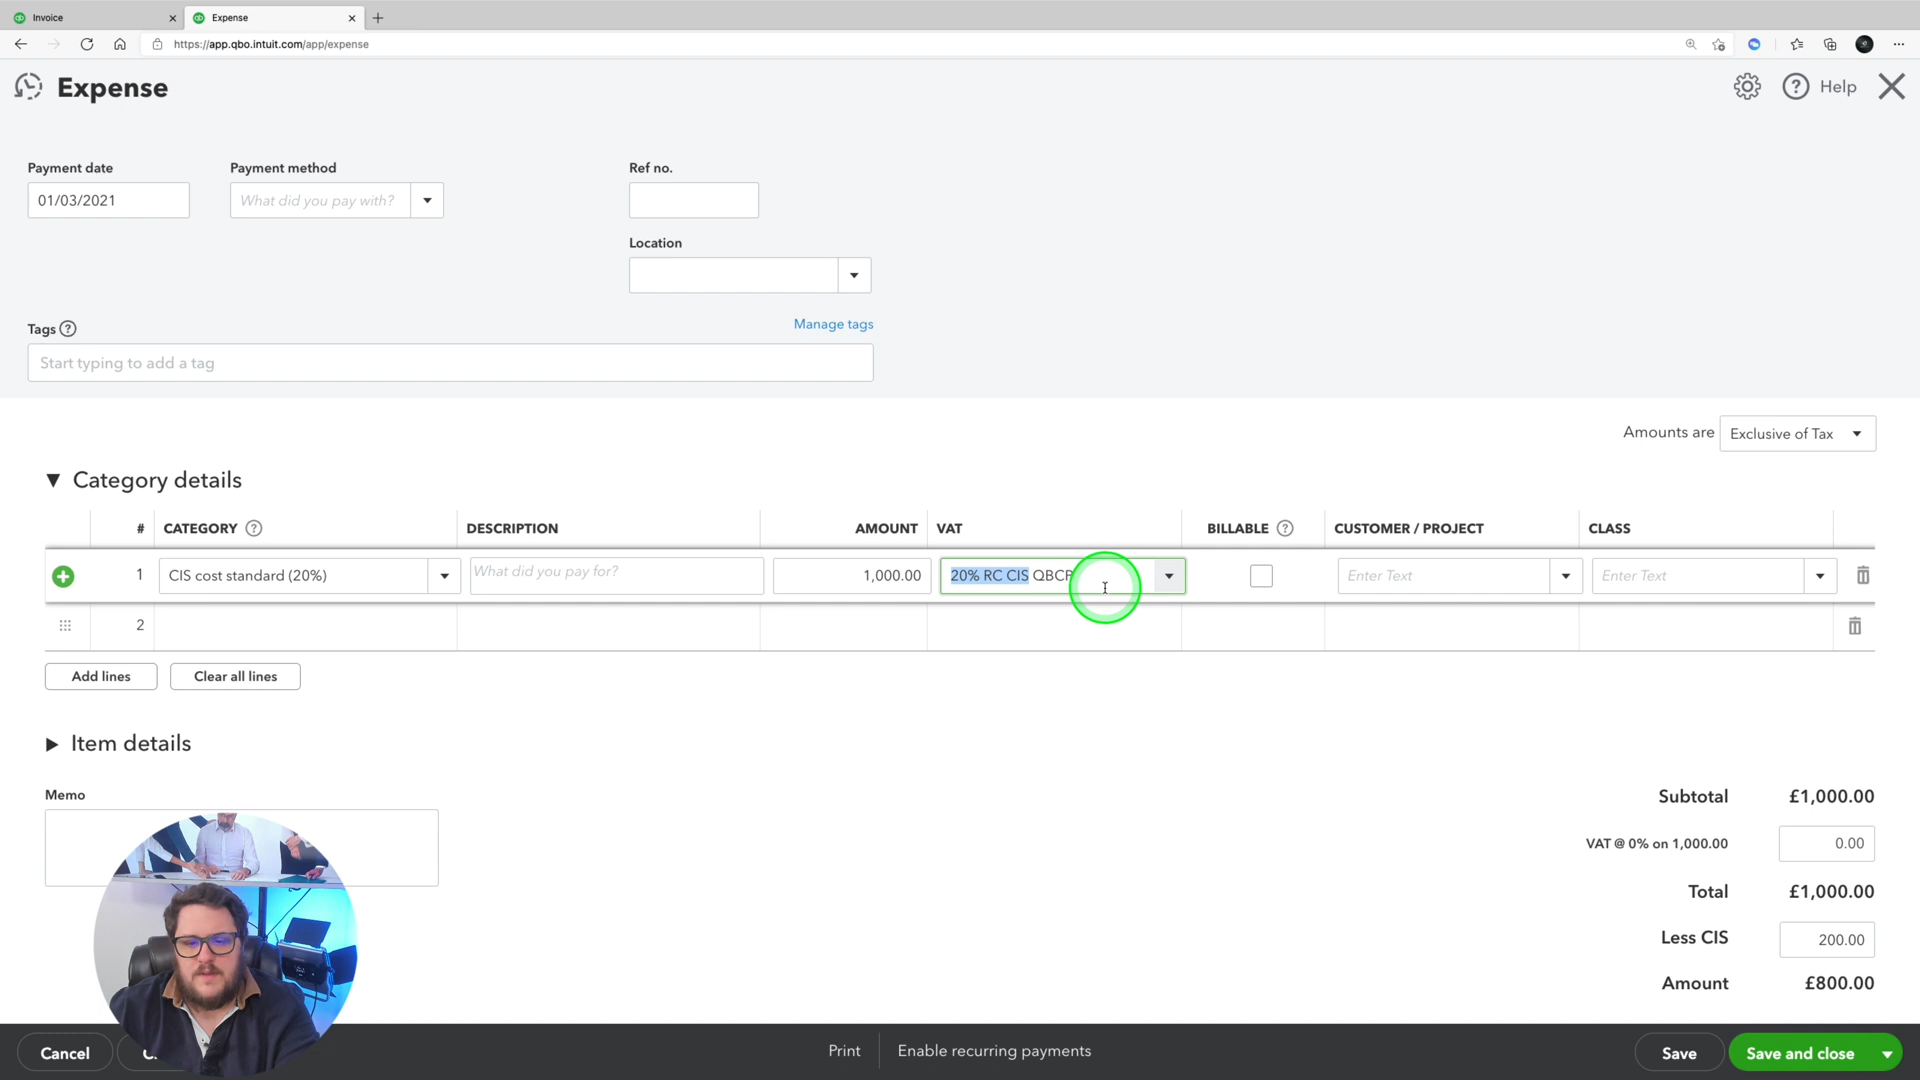 Invoice
Expense
https://app.qbo.intuit.com/app/expense
Expense
Help
Payment date
Payment method
Ref no.
01/03/2021
What did you pay with?
Location
Tags
Manage tags
Start typing to add a tag
Amounts are
Exclusive of Tax
Category details
# CATEGORY DESCRIPTION AMOUNT VAT BILLABLE CUSTOMER / PROJECT CLASS
1 CIS cost standard (20%) What did you pay for? 1,000.00 20% RC CIS QBCP Enter Text Enter Text
2
Add lines
Clear all lines
Item details
Memo
Subtotal £1,000.00
VAT @ 0% on 1,000.00 0.00
Total £1,000.00
Less CIS 200.00
Amount £800.00
Cancel
Print
Enable recurring payments
Save
Save and close